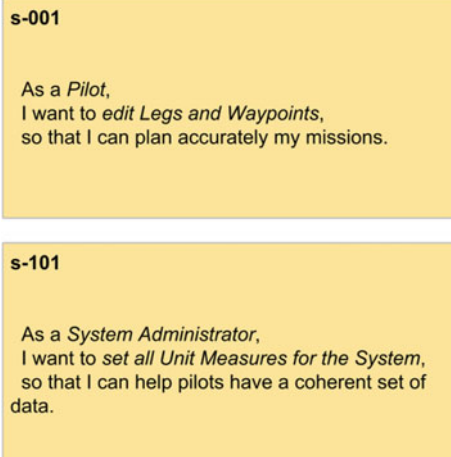 s-001
As a Pilot,
I want to edit Legs and Waypoints,
so that I can plan accurately my missions.
s-101
As a System Administrator,
I want to set all Unit Measures for the System,
so that I can help pilots have a coherent set of
data.